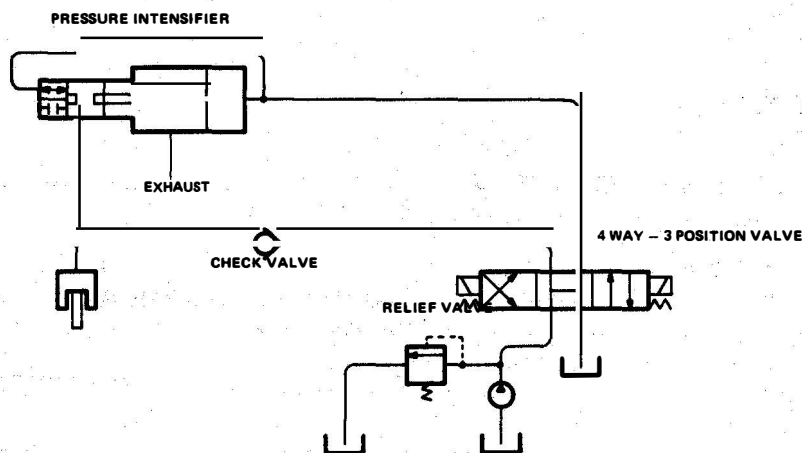 PRESSURE INTENSIFIER
EXHAUST
4 WAY – 3 POSITION VALVE
CHECK VALVE
RELIEF VALVE